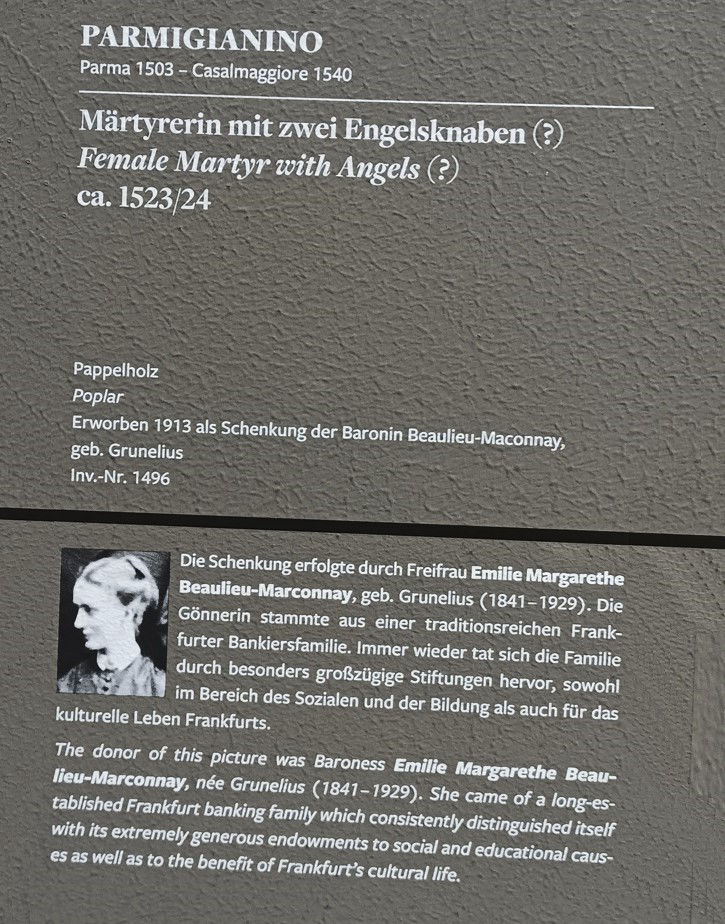 PARMIGIANINO
Parma 1503 – Casalmaggiore 1540
Märtyrerin mit zwei Engelsknaben (?)
Female Martyr with Angels (?)
ca. 1523/24
Pappelholz
Poplar
Erworben 1913 als Schenkung der Baronin Beaulieu-Maconnay,
geb. Grunelius
Inv.-Nr. 1496
Die Schenkung erfolgte durch Freifrau Emilie Margarethe
Beaulieu-Marconnay, geb. Grunelius (1841–1929). Die
Gönnerin stammte aus einer traditionsreichen Frank-
furter Bankiersfamilie. Immer wieder tat sich die Familie
durch besonders großzügige Stiftungen hervor, sowohl
im Bereich des Sozialen und der Bildung als auch für das
kulturelle Leben Frankfurts.
The donor of this picture was Baroness Emilie Margarethe Beau-
lieu-Marconnay, née Grunelius (1841–1929). She came of a long-es-
tablished Frankfurt banking family which consistently distinguished itself
with its extremely generous endowments to social and educational caus-
es as well as to the benefit of Frankfurt's cultural life.